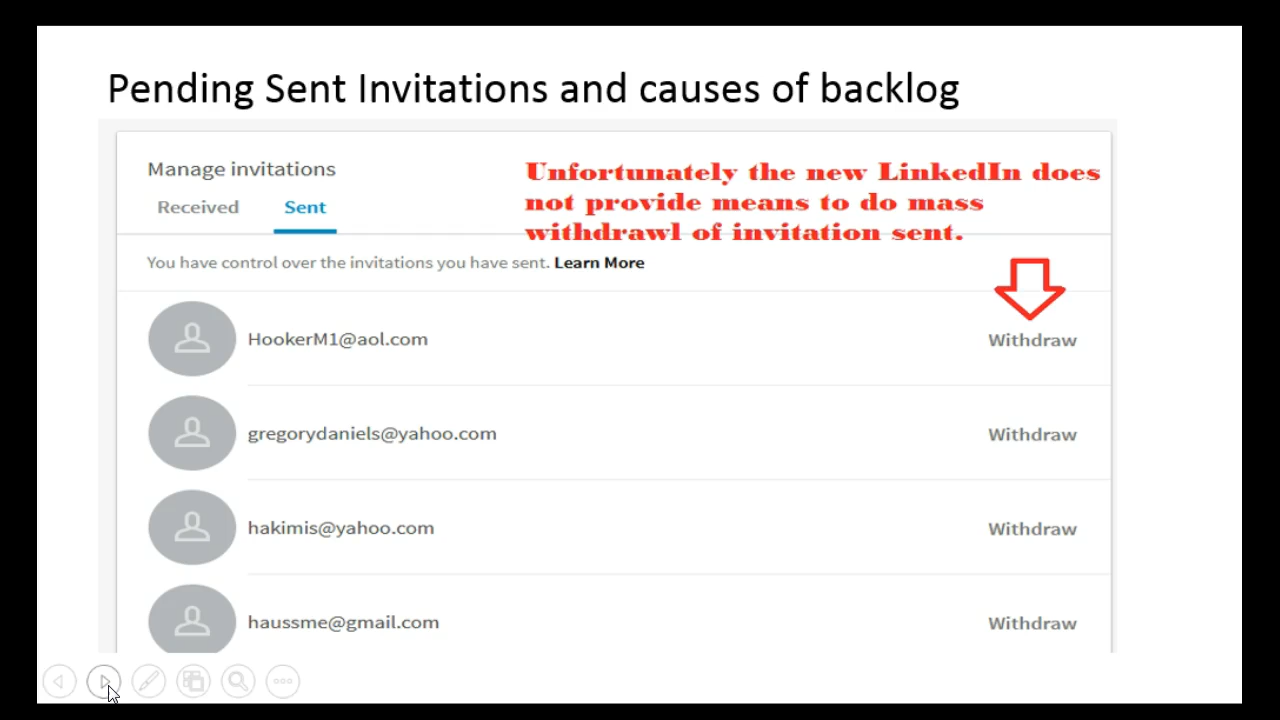 Pending Sent Invitations and causes of backlog
Manage invitations
Received Sent
Unfortunately the new LinkedIn does
not provide means to do mass
withdrawl of invitation sent.
You have control over the invitations you have sent. Learn More
HookerM1@aol.com Withdraw
gregorydaniels@yahoo.com Withdraw
hakimis@yahoo.com Withdraw
haussme@gmail.com Withdraw